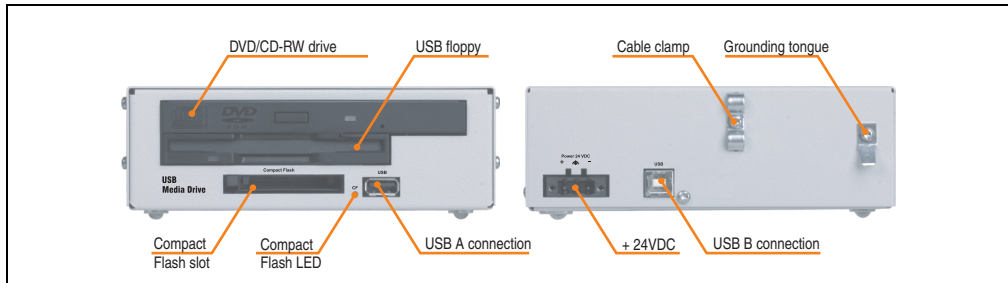 DVD/CD-RW drive
USB floppy
Cable clamp
Grounding tongue
DVD
Compact Flash
USB
USB
Media Drive
CF
Power 24 VDC
+ -
USB
Compact
Flash slot
Compact
Flash LED
USB A connection
+ 24VDC
USB B connection